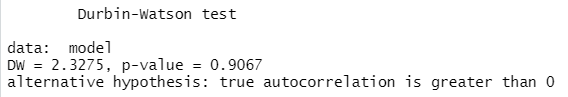 Durbin-Watson test
data: model
DW = 2.3275, p-value = 0.9067
alternative hypothesis: true autocorrelation is greater than 0